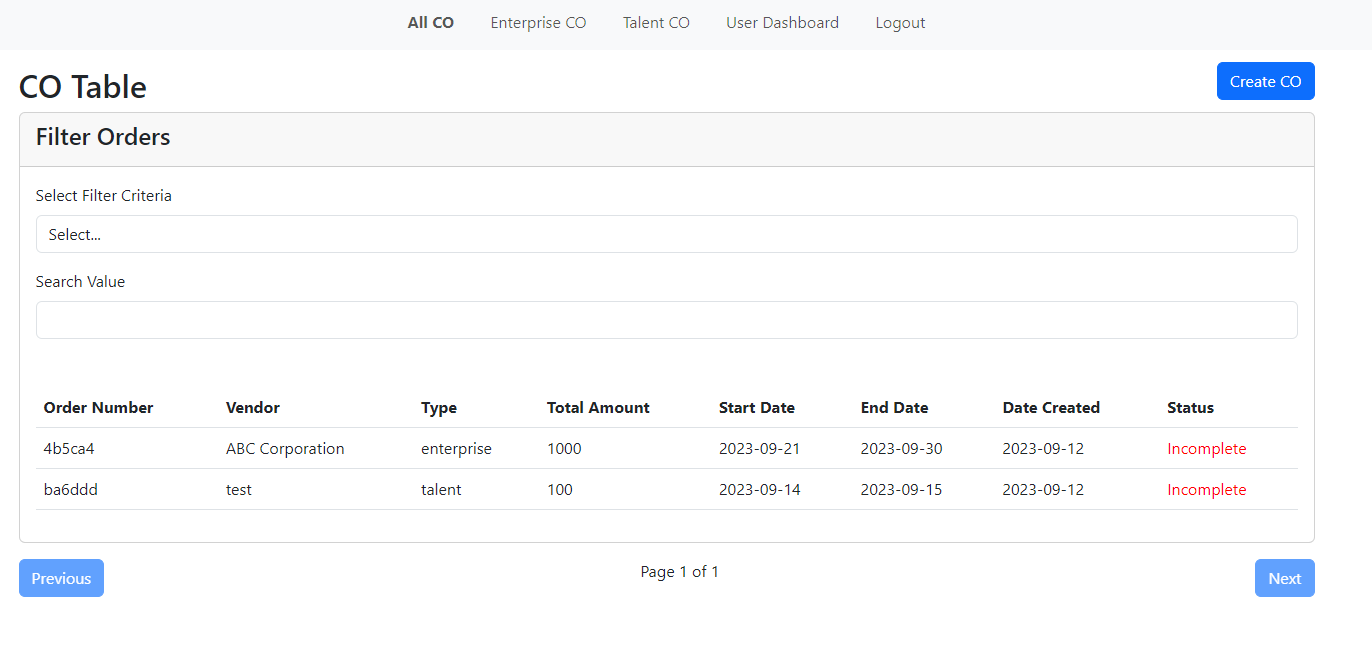 All CO Enterprise CO Talent CO User Dashboard Logout
CO Table Create CO
Filter Orders
Select Filter Criteria
Select...
Search Value
Order Number Vendor Type Total Amount Start Date End Date Date Created Status
4b5ca4 ABC Corporation enterprise 1000 2023-09-21 2023-09-30 2023-09-12 Incomplete
ba6ddd test talent 100 2023-09-14 2023-09-15 2023-09-12 Incomplete
Previous Page 1 of 1 Next